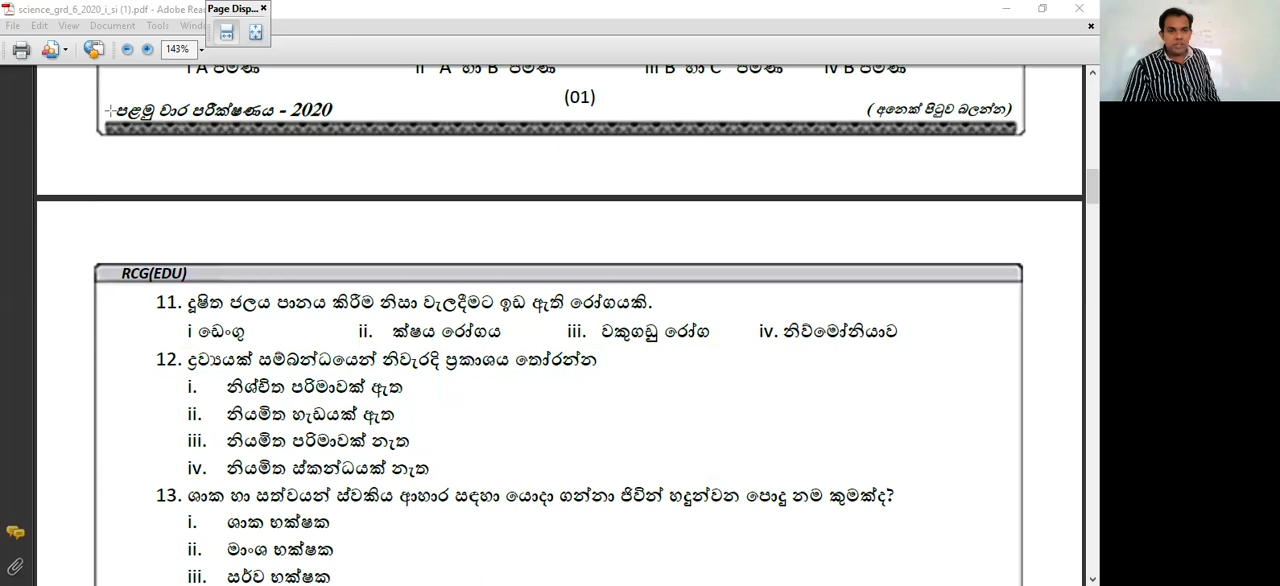 science_grd_6_2020_i_si (1).pdf - Adobe Rea
Page Disp...
File Edit View Document Tools Windo
143%
i A පමණි ii A හා B පමණි iii B හා C පමණි iv B පමණි
(01)
පළමු වාර පරීක්ෂණය - 2020 ( අනෙක් පිටුව බලන්න)
RCG(EDU)
11. දූෂිත ජලය පානය කිරීම නිසා වැලදීමට ඉඩ ඇති රෝගයකි.
i ඩෙංගු ii. ක්ෂය රෝගය iii. වකුගඩු රෝග iv. නිව්මෝනියාව
12. ද්‍රව්‍යයක් සම්බන්ධයෙන් නිවැරදි ප්‍රකාශය තෝරන්න
i. නිශ්චිත පරිමාවක් ඇත
ii. නියමිත හැඩයක් ඇත
iii. නියමිත පරිමාවක් නැත
iv. නියමිත ස්කන්ධයක් නැත
13. ශාක හා සත්වයන් ස්වකිය ආහාර සඳහා යොදා ගන්නා ජිවින් හදුන්වන පොදු නම කුමක්ද?
i. ශාක භක්ෂක
ii. මාංශ භක්ෂක
iii. සර්ව භක්ෂක